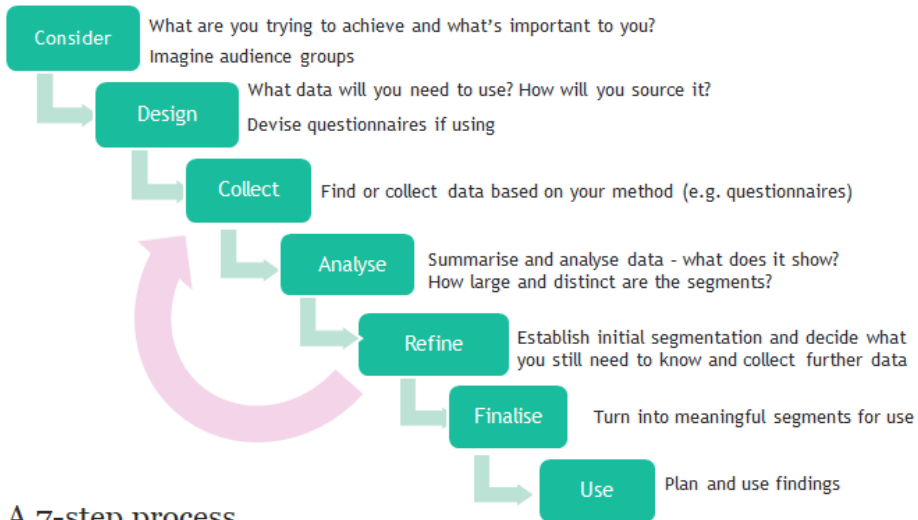 Consider
What are you trying to achieve and what's important to you?
Imagine audience groups
Design
What data will you need to use? How will you source it?
Devise questionnaires if using
Collect
Find or collect data based on your method (e.g. questionnaires)
Analyse
Summarise and analyse data - what does it show?
How large and distinct are the segments?
Refine
Establish initial segmentation and decide what
you still need to know and collect further data
Finalise
Turn into meaningful segments for use
Use
Plan and use findings
A 7-step process